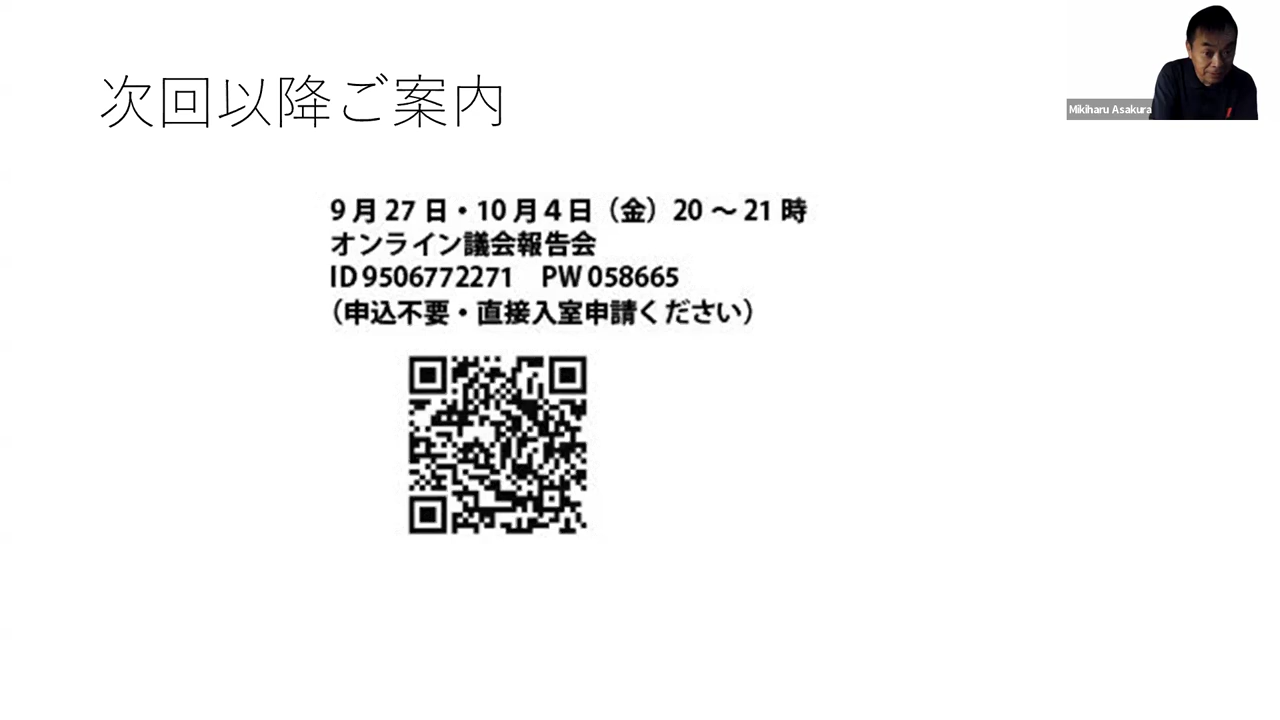 次回以降ご案内
Mikiharu Asakura
9月27日・10月4日（金）20～21時
オンライン議会報告会
ID 9506772271　PW 058665
（申込不要・直接入室申請ください）